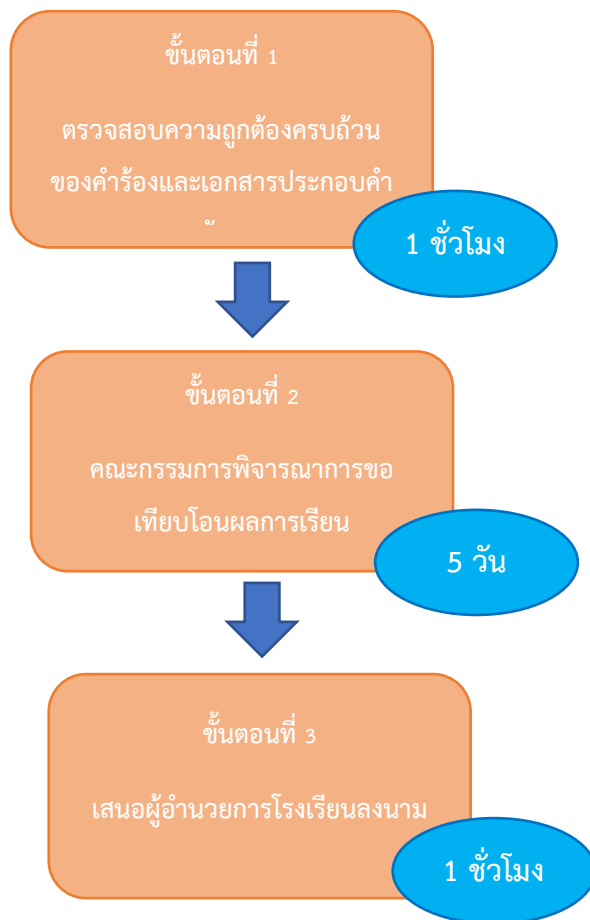 ขั้นตอนที่ 1
ตรวจสอบความถูกต้องครบถ้วน
ของคำร้องและเอกสารประกอบคำ
1 ชั่วโมง
ขั้นตอนที่ 2
คณะกรรมการพิจารณาการขอ
เทียบโอนผลการเรียน
5 วัน
ขั้นตอนที่ 3
เสนอผู้อำนวยการโรงเรียนลงนาม
1 ชั่วโมง